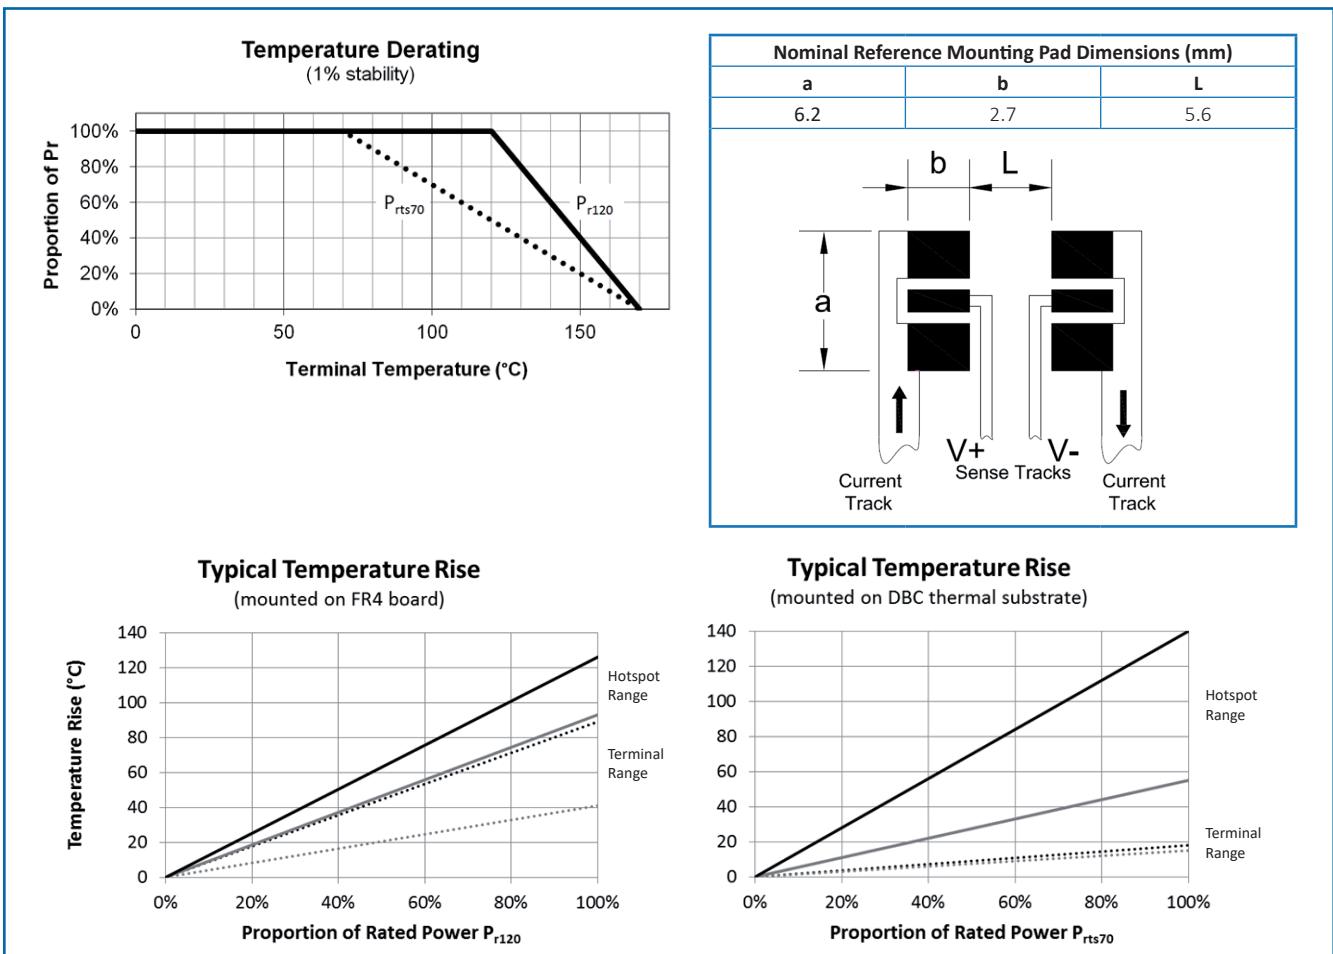 Temperature Derating
(1% stability)
Proportion of Pr
100%
80%
60%
40%
20%
0%
Prts70
Pr120
0
50
100
150
Terminal Temperature (°C)
Nominal Reference Mounting Pad Dimensions (mm)
a b L
6.2 2.7 5.6
b L
a
V+ V-
Sense Tracks
Current
Track
Current
Track
Typical Temperature Rise
(mounted on FR4 board)
Temperature Rise (°C)
140
120
100
80
60
40
20
0
0% 20% 40% 60% 80% 100%
Hotspot
Range
Terminal
Range
Proportion of Rated Power Pr120
Typical Temperature Rise
(mounted on DBC thermal substrate)
140
120
100
80
60
40
20
0
0% 20% 40% 60% 80% 100%
Hotspot
Range
Terminal
Range
Proportion of Rated Power Prts70